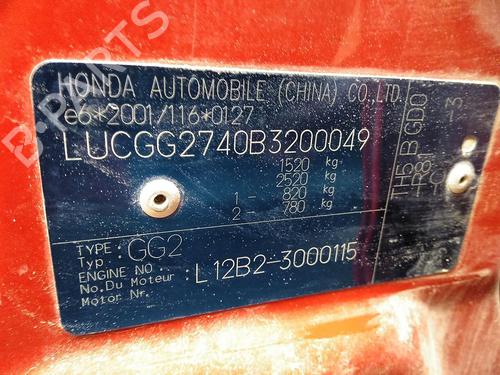 HONDA AUTOMOBILE (CHINA) CO.,LTD.
e6*2001/116*0127
LUCGG2740B3200049
1520 kg
2520 kg
1- 820 kg
2- 780 kg
TYPE: GG2
Typ:
ENGINE NO
No.Du Moteur: L12B2-3000115
Motor Nr.
B-PARTS